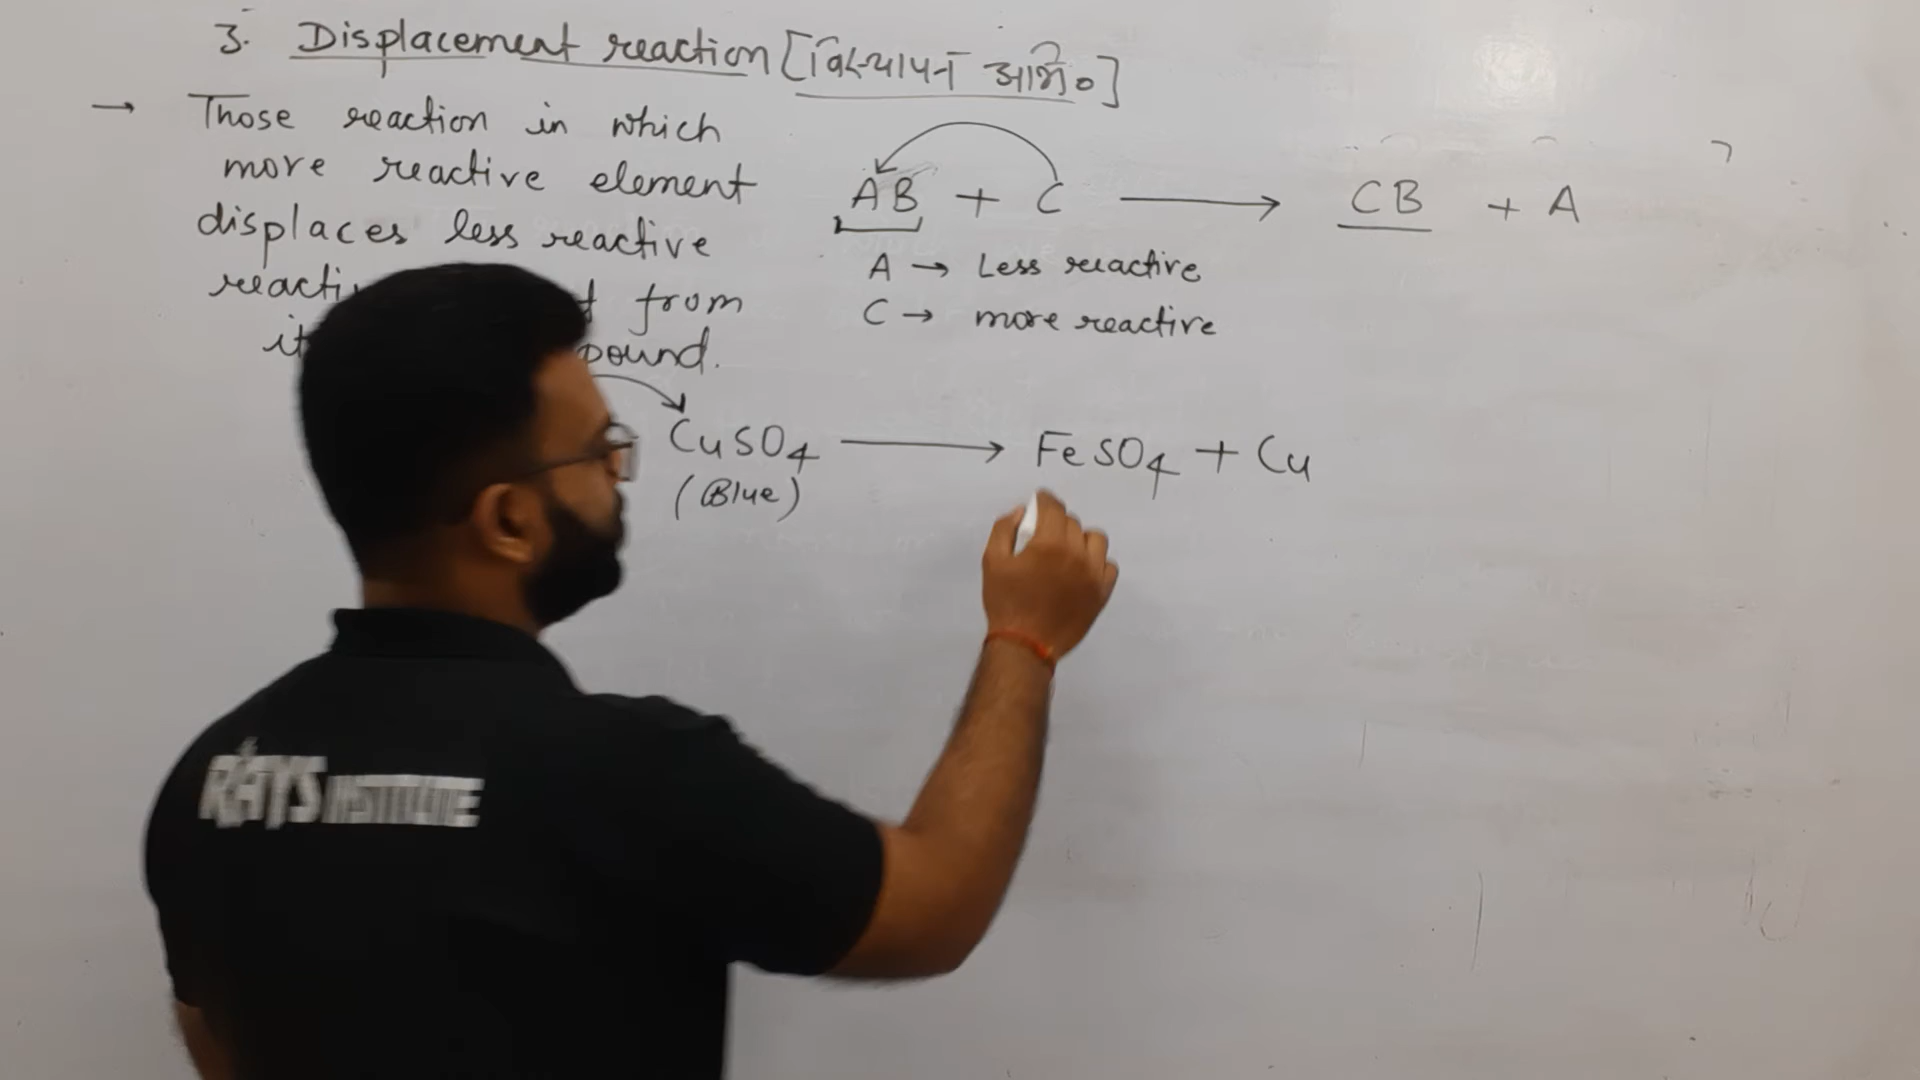 3. Displacement reaction [विस्थापन अभि०]
→ Those reaction in which
more reactive element
displaces less reactive
from
pound.
AB + C ⟶ CB + A
A → Less reactive
C → more reactive
CuSO4 ⟶ FeSO4 + Cu
(Blue)
RAYS INSTITUTE